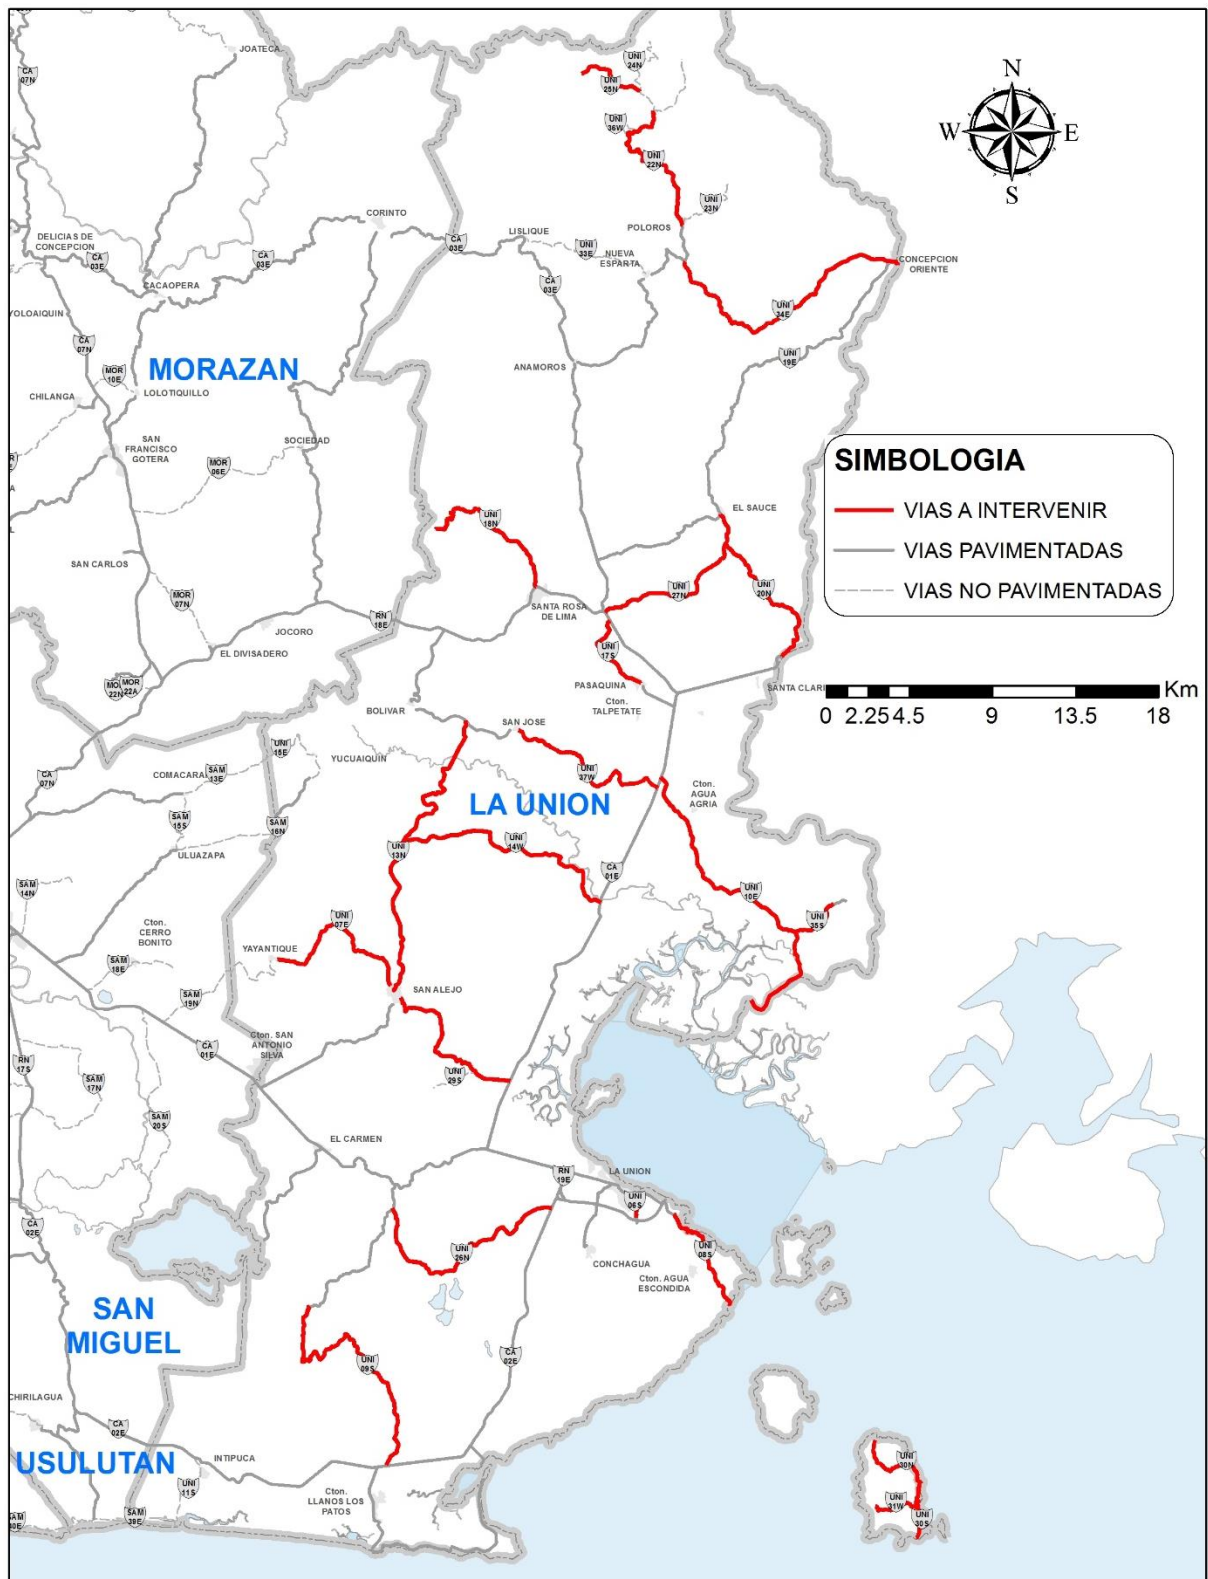 JOATECA
CA
07N
UNI
24N
UNI
25N
UNI
36W
UNI
22N
UNI
23N
N
W
E
S
CORINTO
DELICIAS DE
CONCEPCION
CA
03E
CA
03E
CA
03E
LISLIQUE
UNI
33E
POLOROS
NUEVA
ESPARTA
CONCEPCION
ORIENTE
CACAOPERA
CA
03E
UNI
34E
YOLOAIQUIN
CA
07N
MORAZAN
MOR
10E
LOLOTIQUILLO
CHILANGA
ANAMOROS
UNI
19E
SAN
FRANCISCO
GOTERA
SOCIEDAD
MOR
06E
SIMBOLOGIA
VIAS A INTERVENIR
VIAS PAVIMENTADAS
VIAS NO PAVIMENTADAS
UNI
18N
EL SAUCE
SAN CARLOS
MOR
07N
UNI
27N
UNI
20N
SANTA ROSA
DE LIMA
RN
18E
JOCORO
EL DIVISADERO
UNI
17S
MOR
22A
22N
PASAQUINA
Cton.
TALPETATE
SANTA CLARI
Km
0 2.25 4.5 9 13.5 18
BOLIVAR
SAN JOSE
UNI
15E
YUCUAIQUIN
CA
07N
COMACARA
SAM
13E
UNI
37W
Cton.
AGUA
AGRIA
LA UNION
SAM
15S
SAM
16N
ULUAZAPA
UNI
13N
UNI
14W
CA
01E
SAM
14N
UNI
10E
UNI
07E
UNI
35S
Cton.
CERRO
BONITO
YAYANTIQUE
SAM
18E
SAM
19N
SAN ALEJO
Cton. SAN
ANTONIO
SILVA
CA
01E
RN
17S
SAM
17N
UNI
29S
SAM
20S
EL CARMEN
RN
19E
LA UNION
UNI
06S
CA
02E
UNI
26N
UNI
08S
CONCHAGUA
Cton. AGUA
ESCONDIDA
SAN
MIGUEL
UNI
09S
CA
02E
CHIRILAGUA
CA
02E
USULUTAN
INTIPUCA
UNI
11S
Cton.
LLANOS LOS
PATOS
SAM
39E
UNI
30N
UNI
31W
UNI
30S